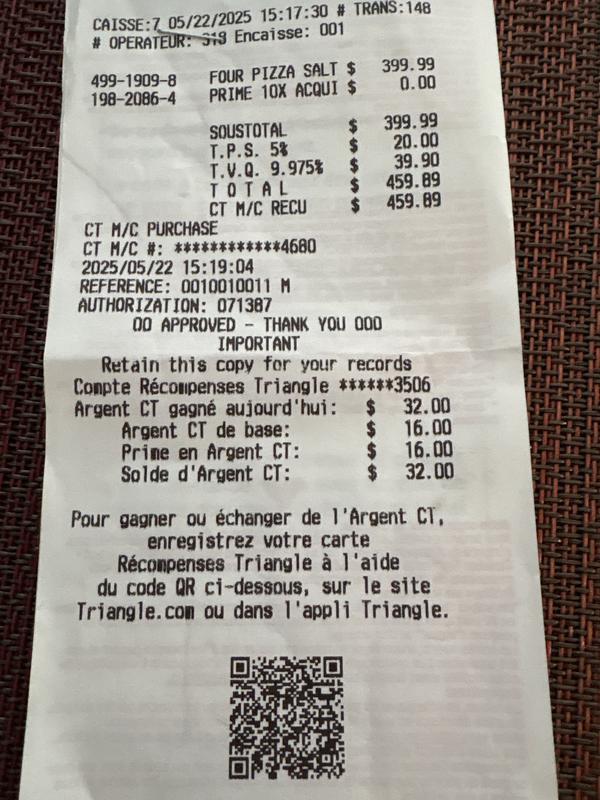 CAISSE:7 05/22/2025 15:17:30 # TRANS:148
# OPERATEUR: 313 Encaisse: 001
499-1909-8 FOUR PIZZA SALT $ 399.99
198-2086-4 PRIME 10X ACQUI $ 0.00
SOUSTOTAL $ 399.99
T.P.S. 5% $ 20.00
T.V.Q. 9.975% $ 39.90
T O T A L $ 459.89
CT M/C RECU $ 459.89
CT M/C PURCHASE
CT M/C #: ************4680
2025/05/22 15:19:04
REFERENCE: 0010010011 M
AUTHORIZATION: 071387
00 APPROVED - THANK YOU 000
IMPORTANT
Retain this copy for your records
Compte Récompenses Triangle ******3506
Argent CT gagné aujourd'hui: $ 32.00
Argent CT de base: $ 16.00
Prime en Argent CT: $ 16.00
Solde d'Argent CT: $ 32.00
Pour gagner ou échanger de l'Argent CT,
enregistrez votre carte
Récompenses Triangle à l'aide
du code QR ci-dessous, sur le site
Triangle.com ou dans l'appli Triangle.